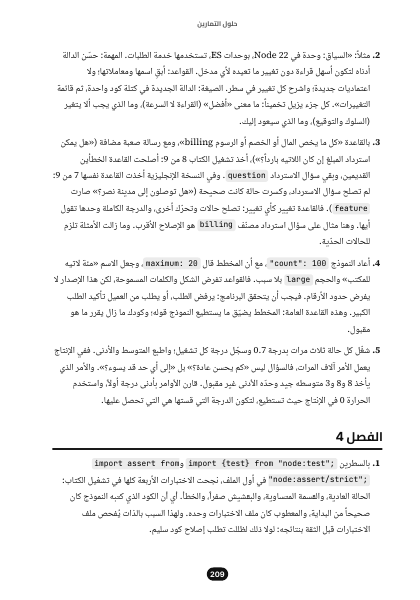 حلول التمارين
2. مثلاً: «السياق: وحدة في Node 22، بوحدات ES، تستخدمها خدمة الطلبات. المهمة: حسّن الدالة
أدناه لتكون أسهل قراءة دون تغيير ما تعيده لأي مدخل. القواعد: أبقِ اسمها ومعاملاتها؛ ولا
اعتماديات جديدة؛ واشرح كل تغيير في سطر. الصيغة: الدالة الجديدة في كتلة كود واحدة، ثم قائمة
التغييرات». كل جزء يزيل تخميناً: ما معنى «أفضل» (القراءة لا السرعة)، وما الذي يجب ألا يتغير
(السلوك والتوقيع)، وما الذي سيعود إليك.
3. بالقاعدة «كل ما يخص المال أو الخصم أو الرسوم billing»، ومع رسالة صعبة مضافة («هل يمكن
استرداد المبلغ إن كان اللاتيه بارداً؟»)، أخذ تشغيل الكتاب 8 من 9: أصلحت القاعدة الخطأين
القديمين، وبقي سؤال الاسترداد question . وفي النسخة الإنجليزية أخذت القاعدة نفسها 7 من 9:
لم تصلح سؤال الاسترداد، وكسرت حالة كانت صحيحة («هل توصلون إلى مدينة نصر؟» صارت
feature ). فالقاعدة تغيير كأي تغيير: تصلح حالات وتحرّك أخرى، والدرجة الكاملة وحدها تقول
أيها. وهنا مثال على سؤال استرداد مصنّف billing هو الإصلاح الأقرب. وما زالت الأمثلة تلزم
للحالات الحدّية.
4. أعاد النموذج "count": 100 ، مع أن المخطط قال maximum: 20 ، وجعل الاسم «مئة لاتيه
للمكتب» والحجم large بلا سبب. فالقواعد تفرض الشكل والكلمات المسموحة، لكن هذا الإصدار لا
يفرض حدود الأرقام. فيجب أن يتحقق البرنامج: يرفض الطلب، أو يطلب من العميل تأكيد الطلب
الكبير. وهذه القاعدة العامة: المخطط يضيّق ما يستطيع النموذج قوله؛ وكودك ما زال يقرر ما هو
مقبول.
5. شغّل كل حالة ثلاث مرات بدرجة 0.7 وسجّل درجة كل تشغيل؛ واطبع المتوسط والأدنى. ففي الإنتاج
يعمل الأمر آلاف المرات، فالسؤال ليس «كم يحسن عادة؟» بل «إلى أي حد قد يسوء؟». والأمر الذي
يأخذ 8 و8 و3 متوسطه جيد وحدّه الأدنى غير مقبول. قارن الأوامر بأدنى درجة أولاً، واستخدم
الحرارة 0 في الإنتاج حيث تستطيع، لتكون الدرجة التي قستها هي التي تحصل عليها.
الفصل 4
1. بالسطرين import {test} from "node:test"; و import assert from
"node:assert/strict"; في أول الملف، نجحت الاختبارات الأربعة كلها في تشغيل الكتاب:
الحالة العادية، والقسمة المتساوية، والبقشيش صفراً، والخطأ. أي أن الكود الذي كتبه النموذج كان
صحيحاً من البداية، والمعطوب كان ملف الاختبارات وحده. ولهذا السبب بالذات يُفحص ملف
الاختبارات قبل الثقة بنتائجه: لولا ذلك لظللت تطلب إصلاح كود سليم.
209